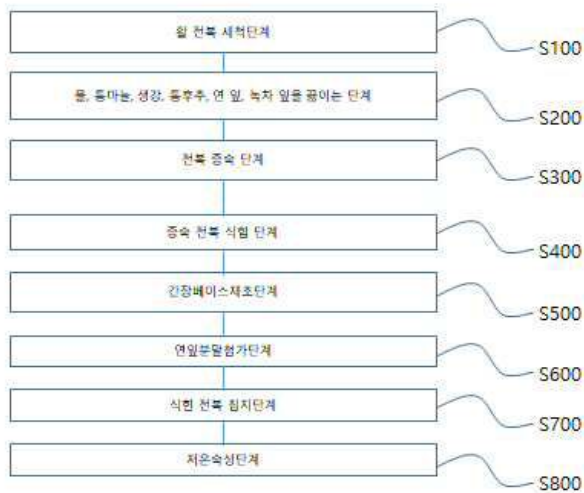 활 전복 세척단계
S100
물, 통마늘, 생강, 통후추, 연 잎, 녹차 잎을 끓이는 단계
S200
전복 증숙 단계
S300
증숙 전복 식힘 단계
S400
간장베이스제조단계
S500
연잎분말첨가단계
S600
식힌 전복 침지단계
S700
저온숙성단계
S800